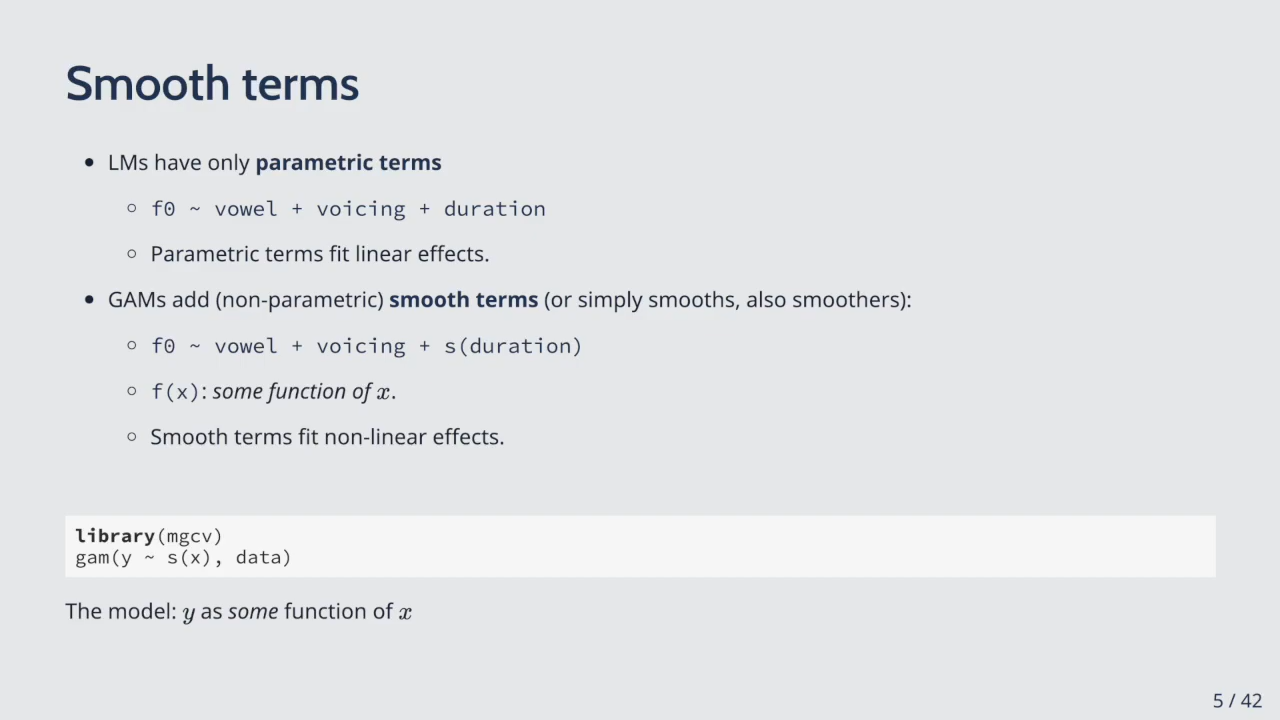 Smooth terms
• LMs have only parametric terms
○ f0 ~ vowel + voicing + duration
○ Parametric terms fit linear effects.
• GAMs add (non-parametric) smooth terms (or simply smooths, also smoothers):
○ f0 ~ vowel + voicing + s(duration)
○ f(x): some function of x.
○ Smooth terms fit non-linear effects.
library(mgcv)
gam(y ~ s(x), data)
The model: y as some function of x
5 / 42